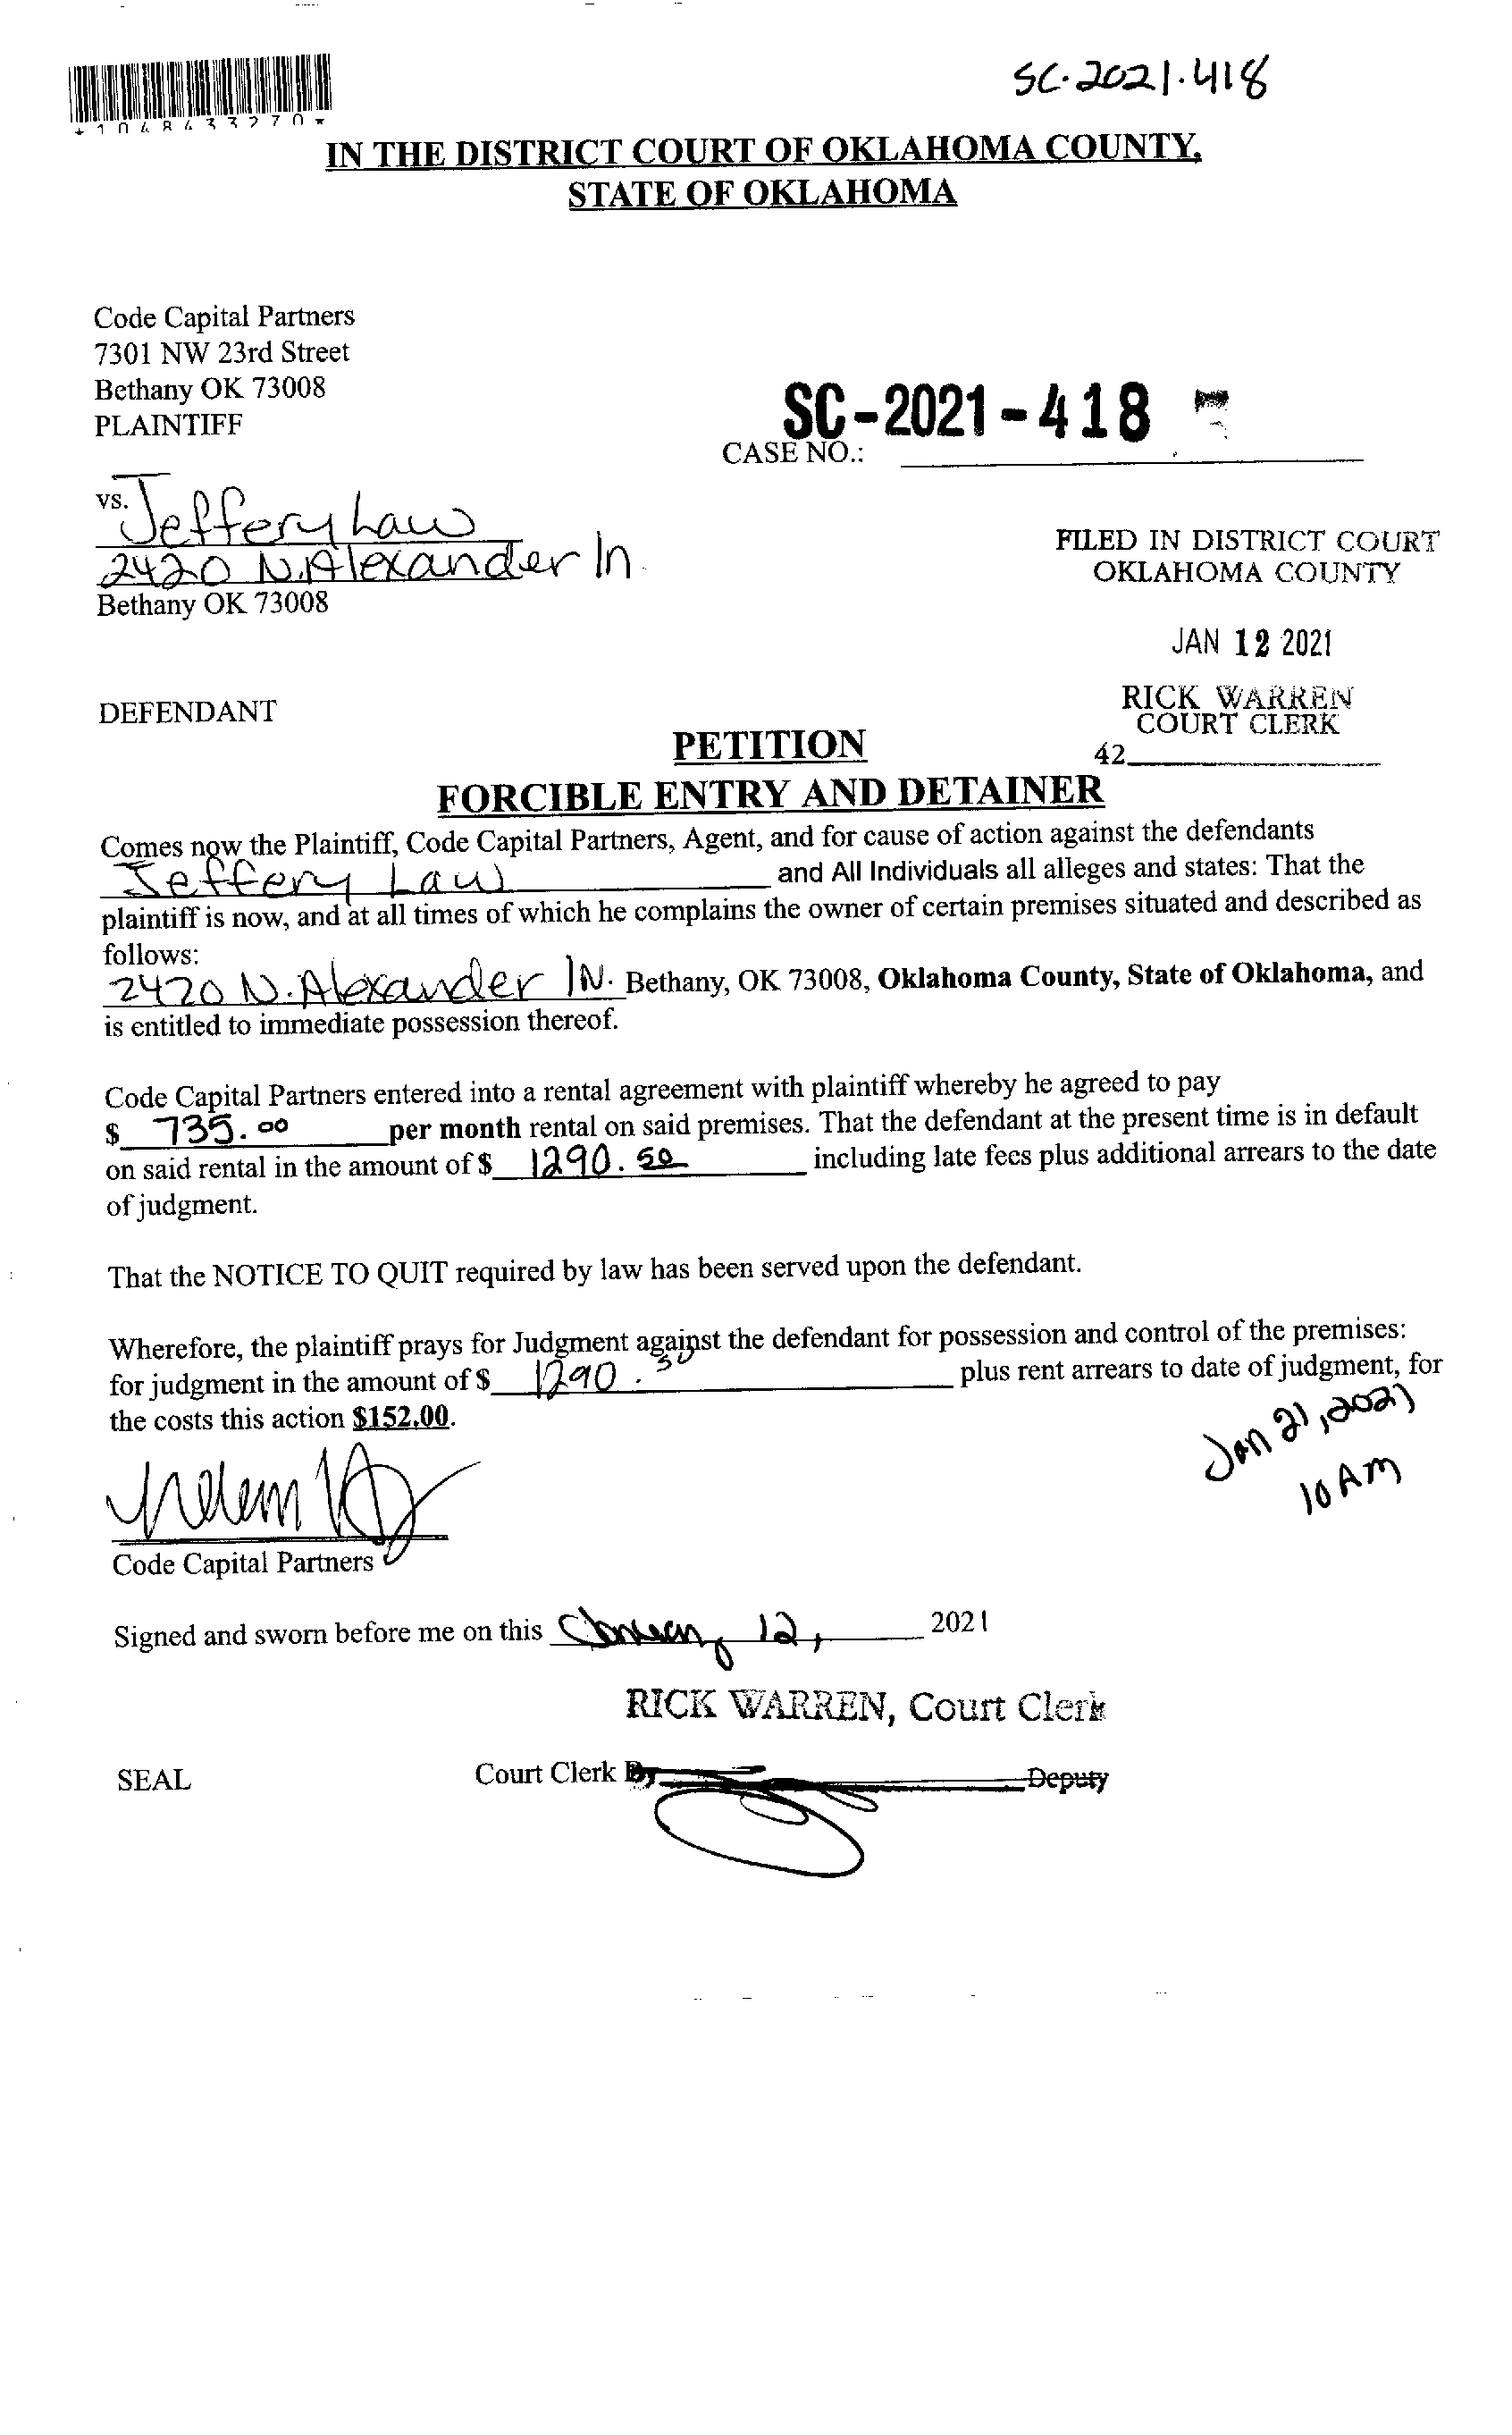 SC-2021-418
*1048433270*
IN THE DISTRICT COURT OF OKLAHOMA COUNTY,
STATE OF OKLAHOMA
Code Capital Partners
7301 NW 23rd Street
Bethany OK 73008
PLAINTIFF
SC-2021-418
CASE NO.:
vs. Jeffery Law
2420 N. Alexander ln.
Bethany OK 73008
FILED IN DISTRICT COURT
OKLAHOMA COUNTY
JAN 12 2021
RICK WARREN
COURT CLERK
42
DEFENDANT
PETITION
FORCIBLE ENTRY AND DETAINER
Comes now the Plaintiff, Code Capital Partners, Agent, and for cause of action against the defendants
Jeffery Law and All Individuals all alleges and states: That the
plaintiff is now, and at all times of which he complains the owner of certain premises situated and described as
follows:
2420 N. Alexander lN. Bethany, OK 73008, Oklahoma County, State of Oklahoma, and
is entitled to immediate possession thereof.
Code Capital Partners entered into a rental agreement with plaintiff whereby he agreed to pay
$ 735.00 per month rental on said premises. That the defendant at the present time is in default
on said rental in the amount of $ 1290.50 including late fees plus additional arrears to the date
of judgment.
That the NOTICE TO QUIT required by law has been served upon the defendant.
Wherefore, the plaintiff prays for Judgment against the defendant for possession and control of the premises:
for judgment in the amount of $ 1290.50 plus rent arrears to date of judgment, for
the costs this action $152.00.
Jan 21, 2021
10 AM
Code Capital Partners
Signed and sworn before me on this January 12, 2021
RICK WARREN, Court Clerk
SEAL
Court Clerk By Deputy